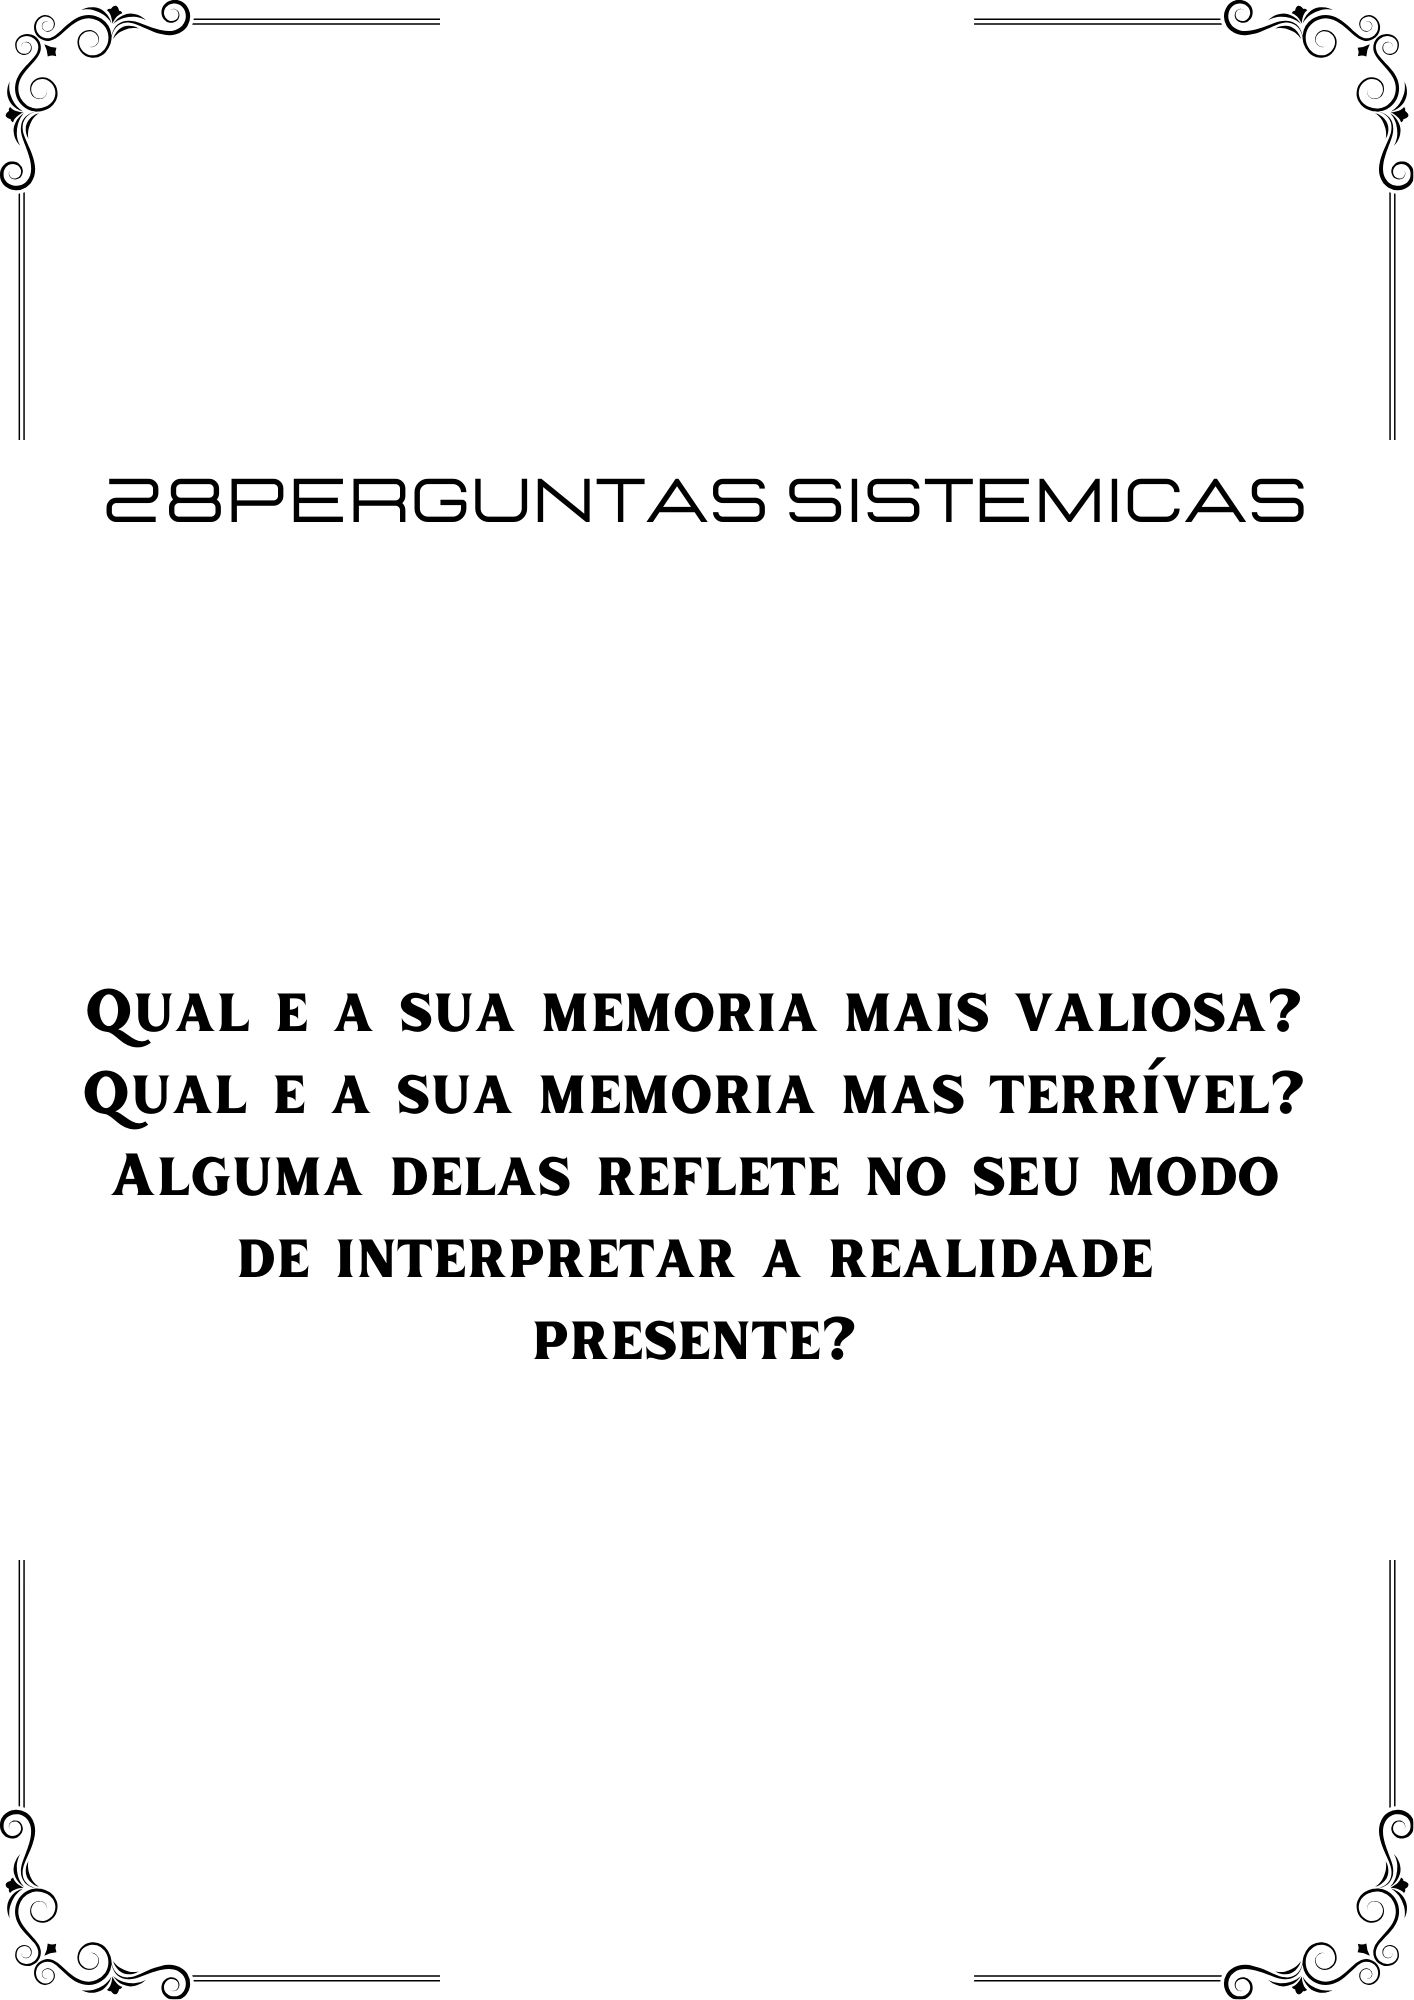 28PERGUNTAS SISTEMICAS
QUAL E A SUA MEMORIA MAIS VALIOSA?
QUAL E A SUA MEMORIA MAS TERRÍVEL?
ALGUMA DELAS REFLETE NO SEU MODO
DE INTERPRETAR A REALIDADE
PRESENTE?